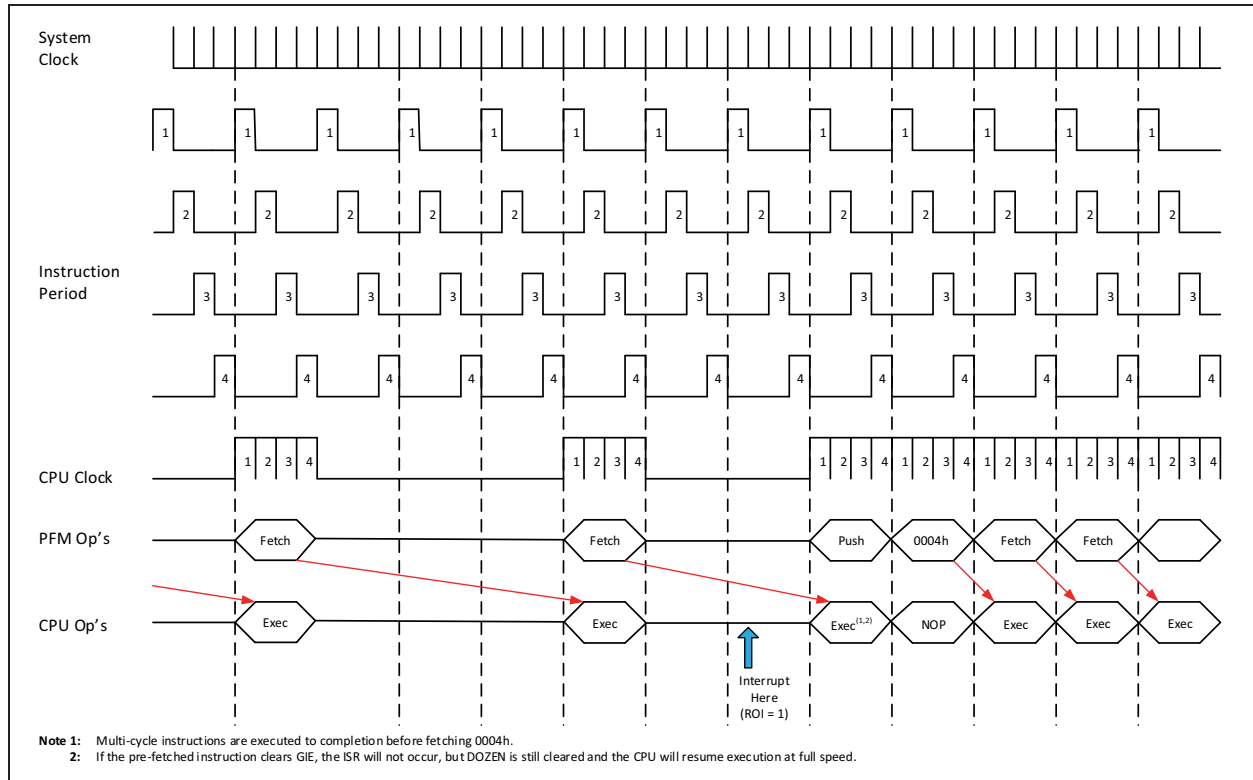 System
Clock
1 1 1 1 1 1 1 1 1 1 1 1 1
2 2 2 2 2 2 2 2 2 2 2 2 2
Instruction
Period
3 3 3 3 3 3 3 3 3 3 3 3 3
4 4 4 4 4 4 4 4 4 4 4 4 4
CPU Clock
1 2 3 4 1 2 3 4 1 2 3 4 1 2 3 4 1 2 3 4 1 2 3 4 1 2 3 4
PFM Op's
Fetch Fetch Push 0004h Fetch Fetch
CPU Op's
Exec Exec Exec(1,2) NOP Exec Exec Exec
Interrupt
Here
(ROI = 1)
Note 1: Multi-cycle instructions are executed to completion before fetching 0004h.
2: If the pre-fetched instruction clears GIE, the ISR will not occur, but DOZEN is still cleared and the CPU will resume execution at full speed.